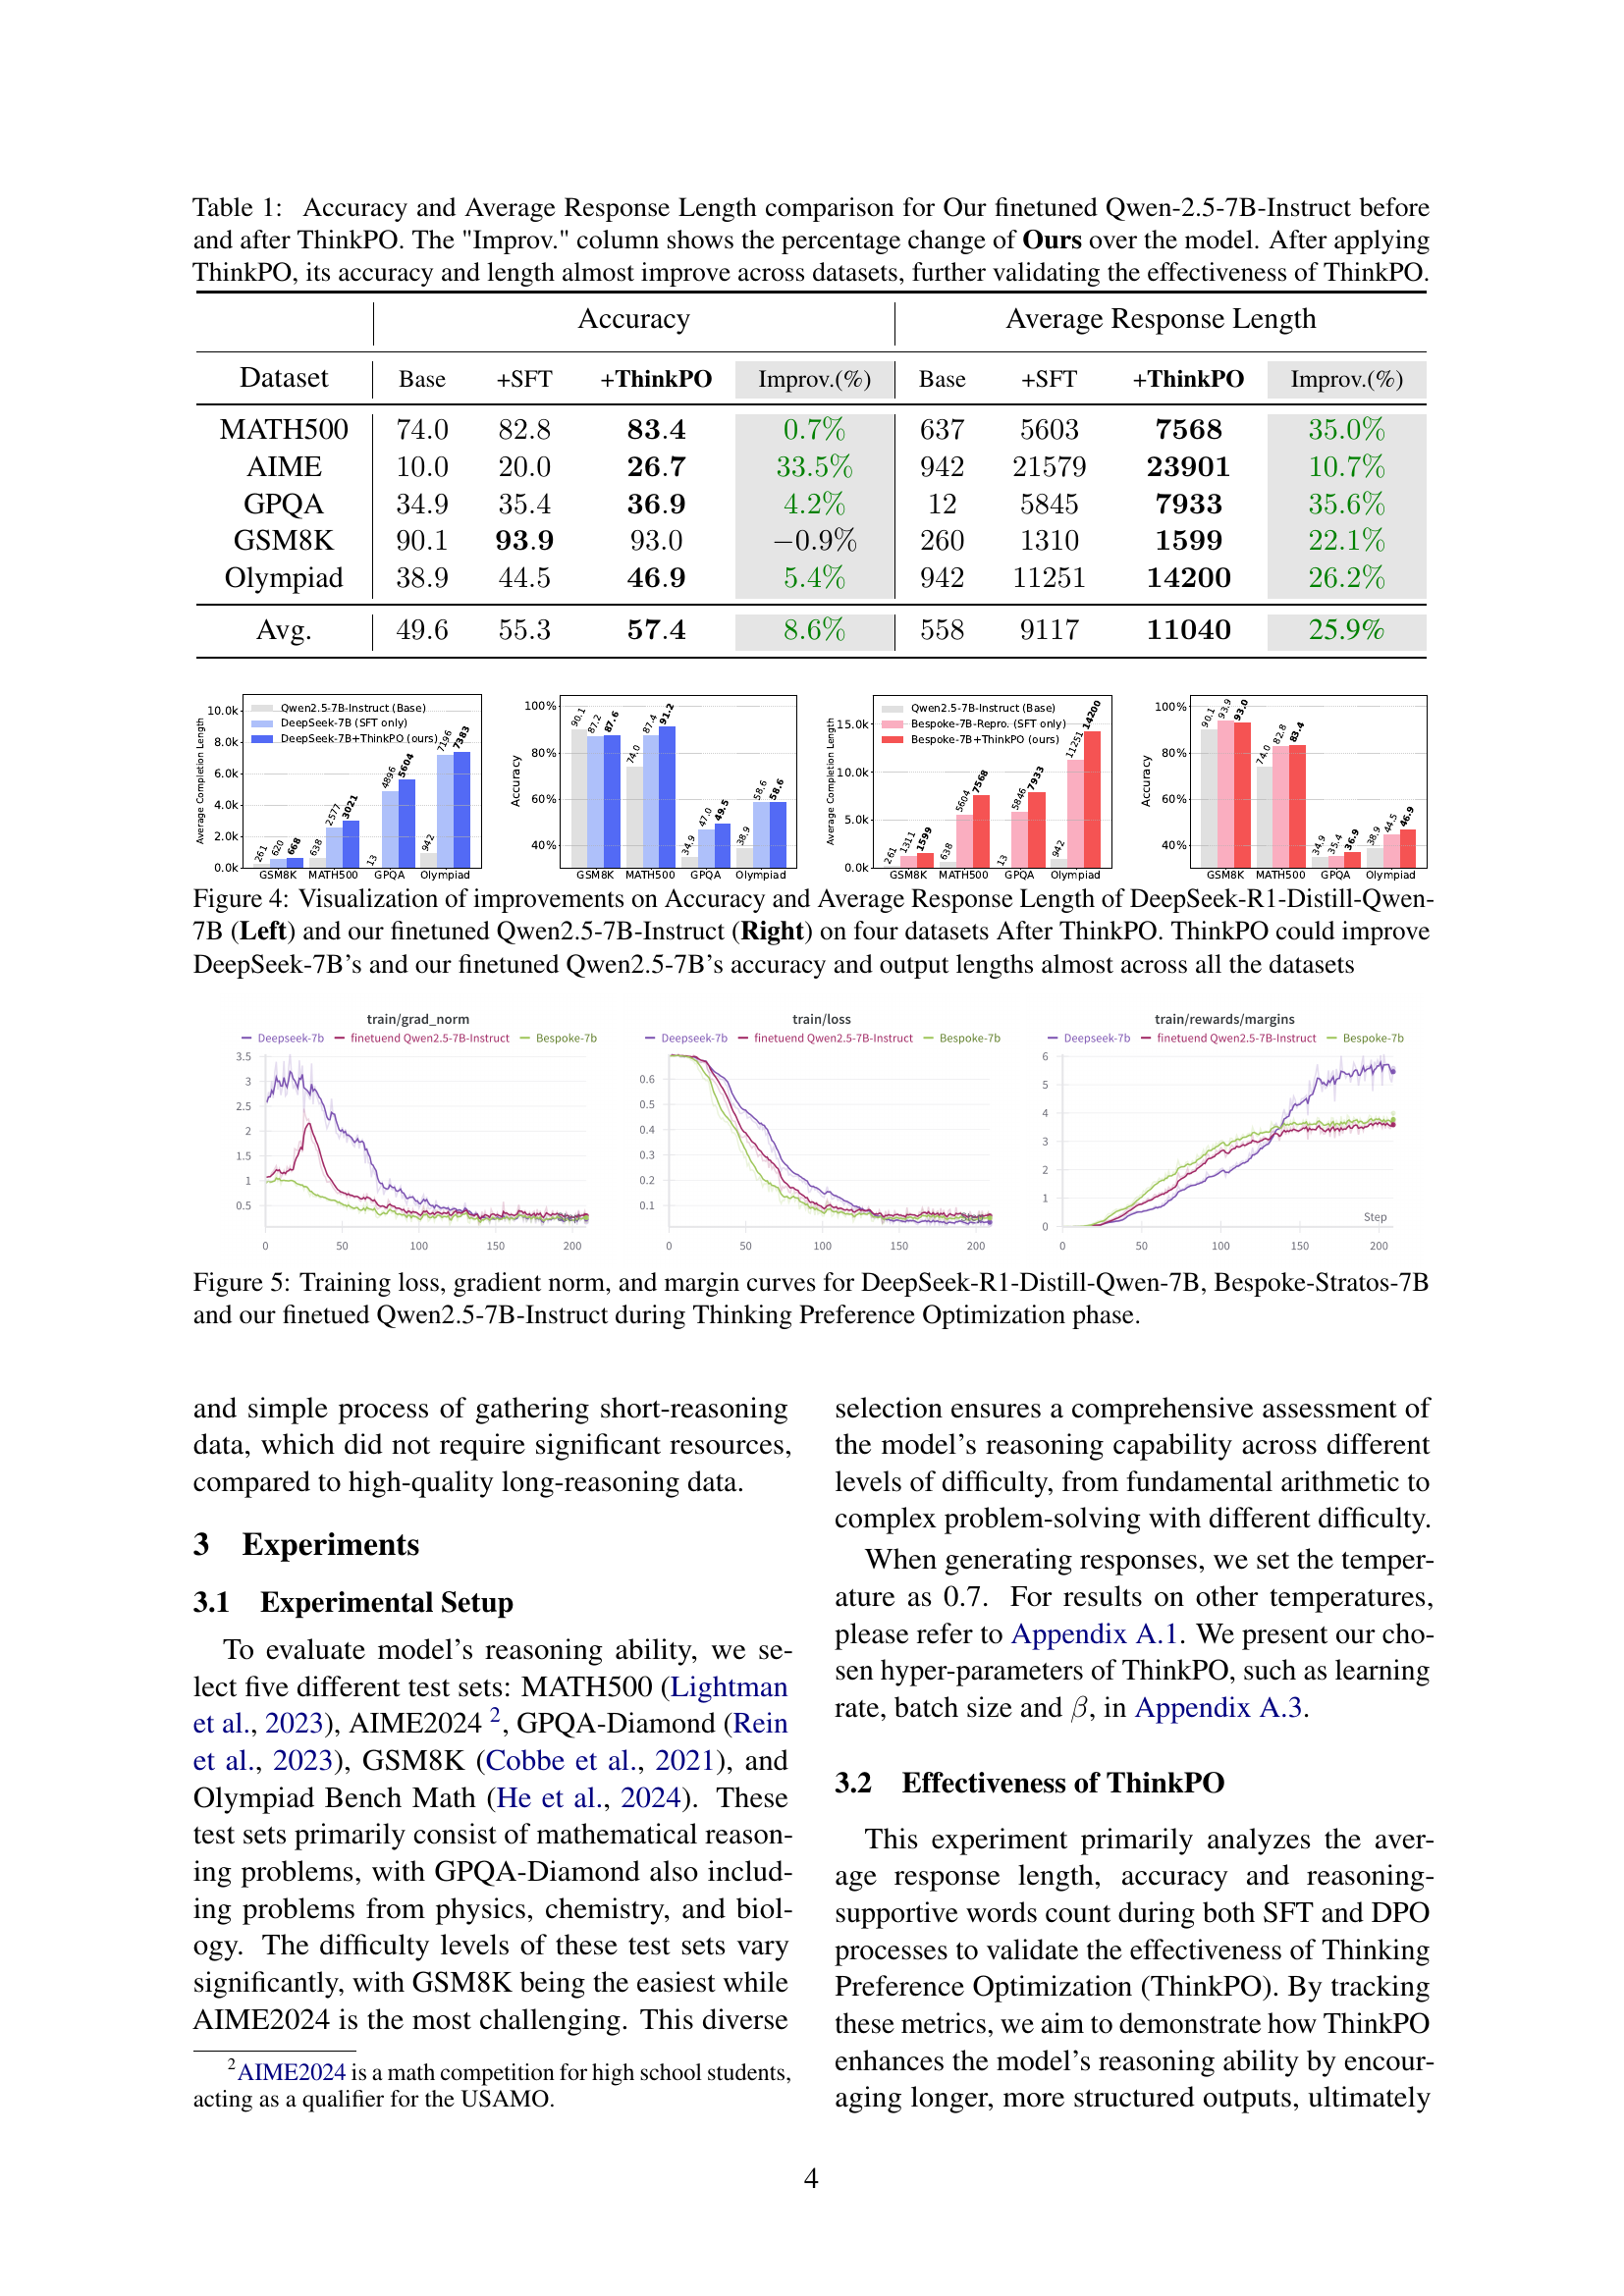 Table 1: Accuracy and Average Response Length comparison for Our finetuned Qwen-2.5-7B-Instruct before
and after ThinkPO. The "Improv." column shows the percentage change of Ours over the model. After applying
ThinkPO, its accuracy and length almost improve across datasets, further validating the effectiveness of ThinkPO.
Accuracy Average Response Length
Dataset Base +SFT +ThinkPO Improv.(%) Base +SFT +ThinkPO Improv.(%)
MATH500 74.0 82.8 83.4 0.7% 637 5603 7568 35.0%
AIME 10.0 20.0 26.7 33.5% 942 21579 23901 10.7%
GPQA 34.9 35.4 36.9 4.2% 12 5845 7933 35.6%
GSM8K 90.1 93.9 93.0 −0.9% 260 1310 1599 22.1%
Olympiad 38.9 44.5 46.9 5.4% 942 11251 14200 26.2%
Avg. 49.6 55.3 57.4 8.6% 558 9117 11040 25.9%
Average Completion Length
10.0k
8.0k
6.0k
4.0k
2.0k
0.0k
Qwen2.5-7B-Instruct (Base)
DeepSeek-7B (SFT only)
DeepSeek-7B+ThinkPO (ours)
261 620 668 638 2577 3021 13 4896 5604 942 7196 7383
GSM8K MATH500 GPQA Olympiad
Accuracy
100%
80%
60%
40%
90.1 87.2 87.6 74.0 87.4 91.2 34.9 47.0 49.5 38.9 58.6 58.6
GSM8K MATH500 GPQA Olympiad
Average Completion Length
15.0k
10.0k
5.0k
0.0k
Qwen2.5-7B-Instruct (Base)
Bespoke-7B-Repro. (SFT only)
Bespoke-7B+ThinkPO (ours)
261 1311 1599 638 5604 7568 13 5846 7933 942 11251 14200
GSM8K MATH500 GPQA Olympiad
Accuracy
100%
80%
60%
40%
90.1 93.9 93.0 74.0 82.8 83.4 34.9 35.4 36.9 38.9 44.5 46.9
GSM8K MATH500 GPQA Olympiad
Figure 4: Visualization of improvements on Accuracy and Average Response Length of DeepSeek-R1-Distill-Qwen-
7B (Left) and our finetuned Qwen2.5-7B-Instruct (Right) on four datasets After ThinkPO. ThinkPO could improve
DeepSeek-7B's and our finetuned Qwen2.5-7B's accuracy and output lengths almost across all the datasets
train/grad_norm
Deepseek-7b finetuend Qwen2.5-7B-Instruct Bespoke-7b
3.5
3
2.5
2
1.5
1
0.5
0 50 100 150 200
train/loss
Deepseek-7b finetuend Qwen2.5-7B-Instruct Bespoke-7b
0.6
0.5
0.4
0.3
0.2
0.1
0 50 100 150 200
train/rewards/margins
Deepseek-7b finetuend Qwen2.5-7B-Instruct Bespoke-7b
6
5
4
3
2
1
0
Step
0 50 100 150 200
Figure 5: Training loss, gradient norm, and margin curves for DeepSeek-R1-Distill-Qwen-7B, Bespoke-Stratos-7B
and our finetued Qwen2.5-7B-Instruct during Thinking Preference Optimization phase.
and simple process of gathering short-reasoning
data, which did not require significant resources,
compared to high-quality long-reasoning data.
3 Experiments
3.1 Experimental Setup
To evaluate model's reasoning ability, we se-
lect five different test sets: MATH500 (Lightman
et al., 2023), AIME2024 2, GPQA-Diamond (Rein
et al., 2023), GSM8K (Cobbe et al., 2021), and
Olympiad Bench Math (He et al., 2024). These
test sets primarily consist of mathematical reason-
ing problems, with GPQA-Diamond also includ-
ing problems from physics, chemistry, and biol-
ogy. The difficulty levels of these test sets vary
significantly, with GSM8K being the easiest while
AIME2024 is the most challenging. This diverse
2AIME2024 is a math competition for high school students,
acting as a qualifier for the USAMO.
selection ensures a comprehensive assessment of
the model's reasoning capability across different
levels of difficulty, from fundamental arithmetic to
complex problem-solving with different difficulty.
When generating responses, we set the temper-
ature as 0.7. For results on other temperatures,
please refer to Appendix A.1. We present our cho-
sen hyper-parameters of ThinkPO, such as learning
rate, batch size and β, in Appendix A.3.
3.2 Effectiveness of ThinkPO
This experiment primarily analyzes the aver-
age response length, accuracy and reasoning-
supportive words count during both SFT and DPO
processes to validate the effectiveness of Thinking
Preference Optimization (ThinkPO). By tracking
these metrics, we aim to demonstrate how ThinkPO
enhances the model's reasoning ability by encour-
aging longer, more structured outputs, ultimately
4